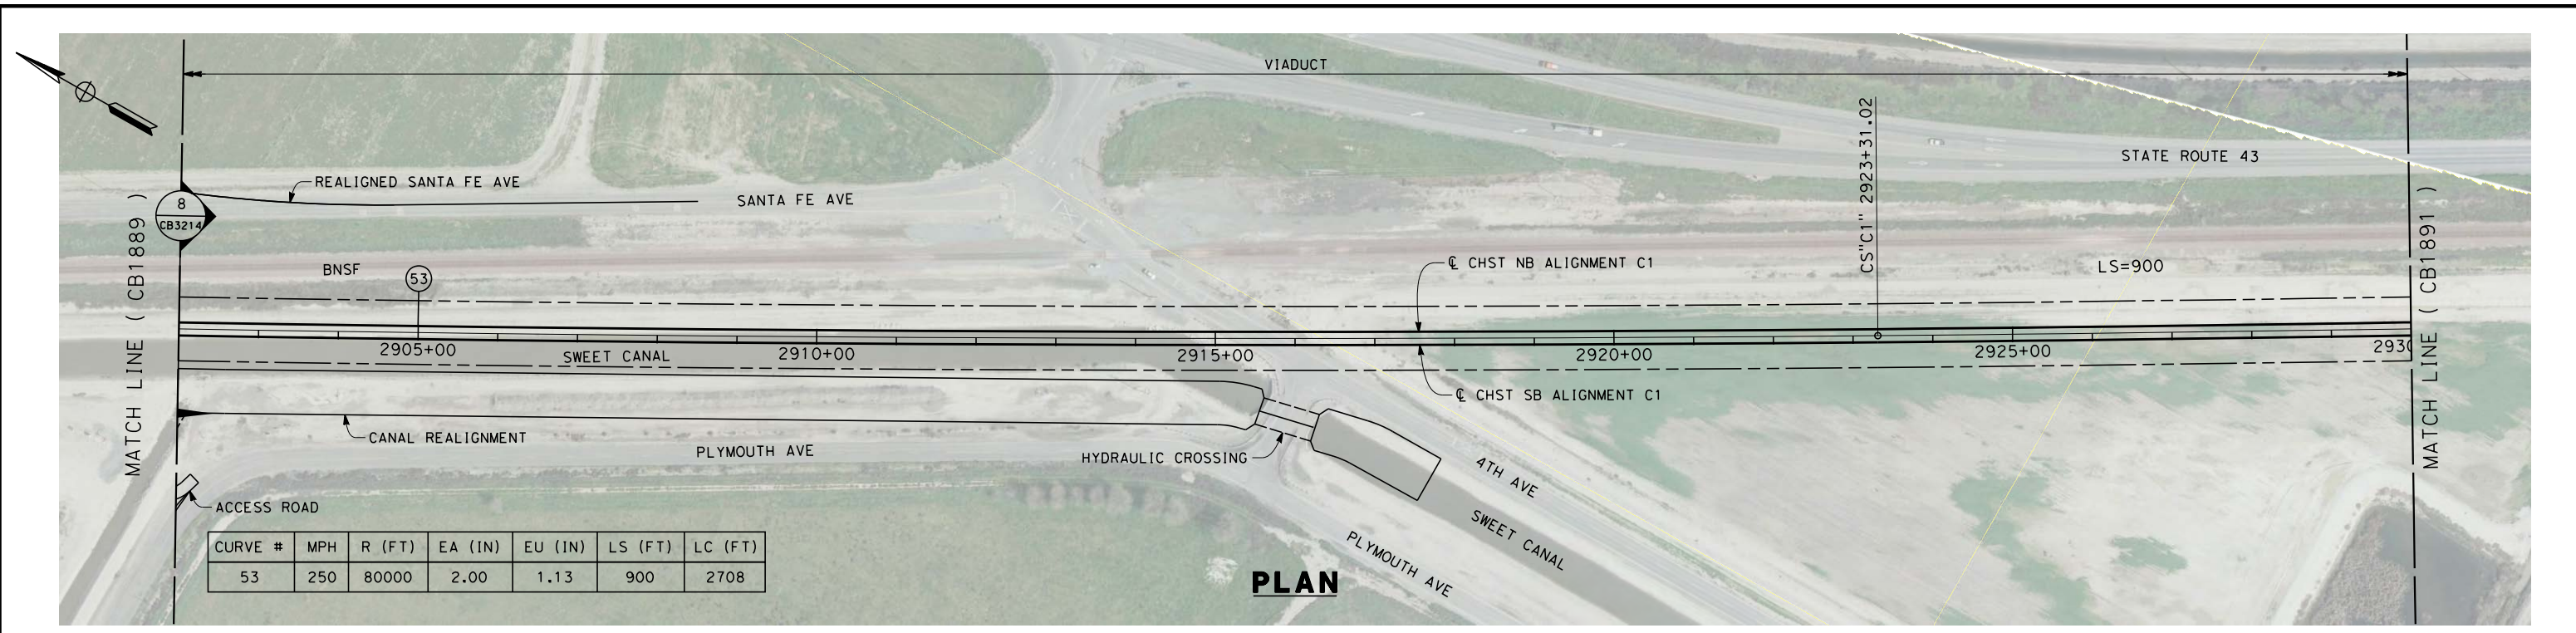 VIADUCT
CS"C1" 2923+31.02
STATE ROUTE 43
REALIGNED SANTA FE AVE
SANTA FE AVE
8
CB3214
MATCH LINE ( CB1889 )
MATCH LINE ( CB1891 )
BNSF
53
℄ CHST NB ALIGNMENT C1
LS=900
2905+00
SWEET CANAL
2910+00
2915+00
2920+00
2925+00
2930
℄ CHST SB ALIGNMENT C1
CANAL REALIGNMENT
PLYMOUTH AVE
HYDRAULIC CROSSING
4TH AVE
SWEET CANAL
PLYMOUTH AVE
ACCESS ROAD
CURVE # MPH R (FT) EA (IN) EU (IN) LS (FT) LC (FT)
53 250 80000 2.00 1.13 900 2708
PLAN